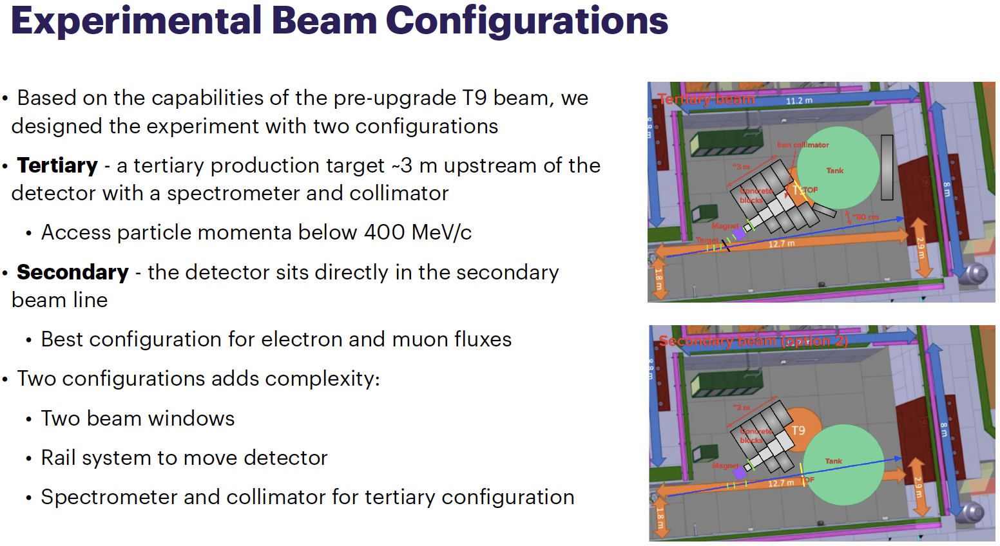 Experimental Beam Configurations
• Based on the capabilities of the pre-upgrade T9 beam, we
designed the experiment with two configurations
• Tertiary - a tertiary production target ~3 m upstream of the
detector with a spectrometer and collimator
• Access particle momenta below 400 MeV/c
• Secondary - the detector sits directly in the secondary
beam line
• Best configuration for electron and muon fluxes
• Two configurations adds complexity:
• Two beam windows
• Rail system to move detector
• Spectrometer and collimator for tertiary configuration
Tertiary beam
11.2 m
8.8 m
Iron collimator
~3 m
Tank
Concrete
blocks
TOF
8 m
Magnet
~80 cm
Target
12.7 m
2.9 m
1.8 m
Secondary beam (option 2)
8.8 m
~3 m
Concrete
blocks
T9
8 m
Magnet
Tank
TOF
12.7 m
2.9 m
1.8 m